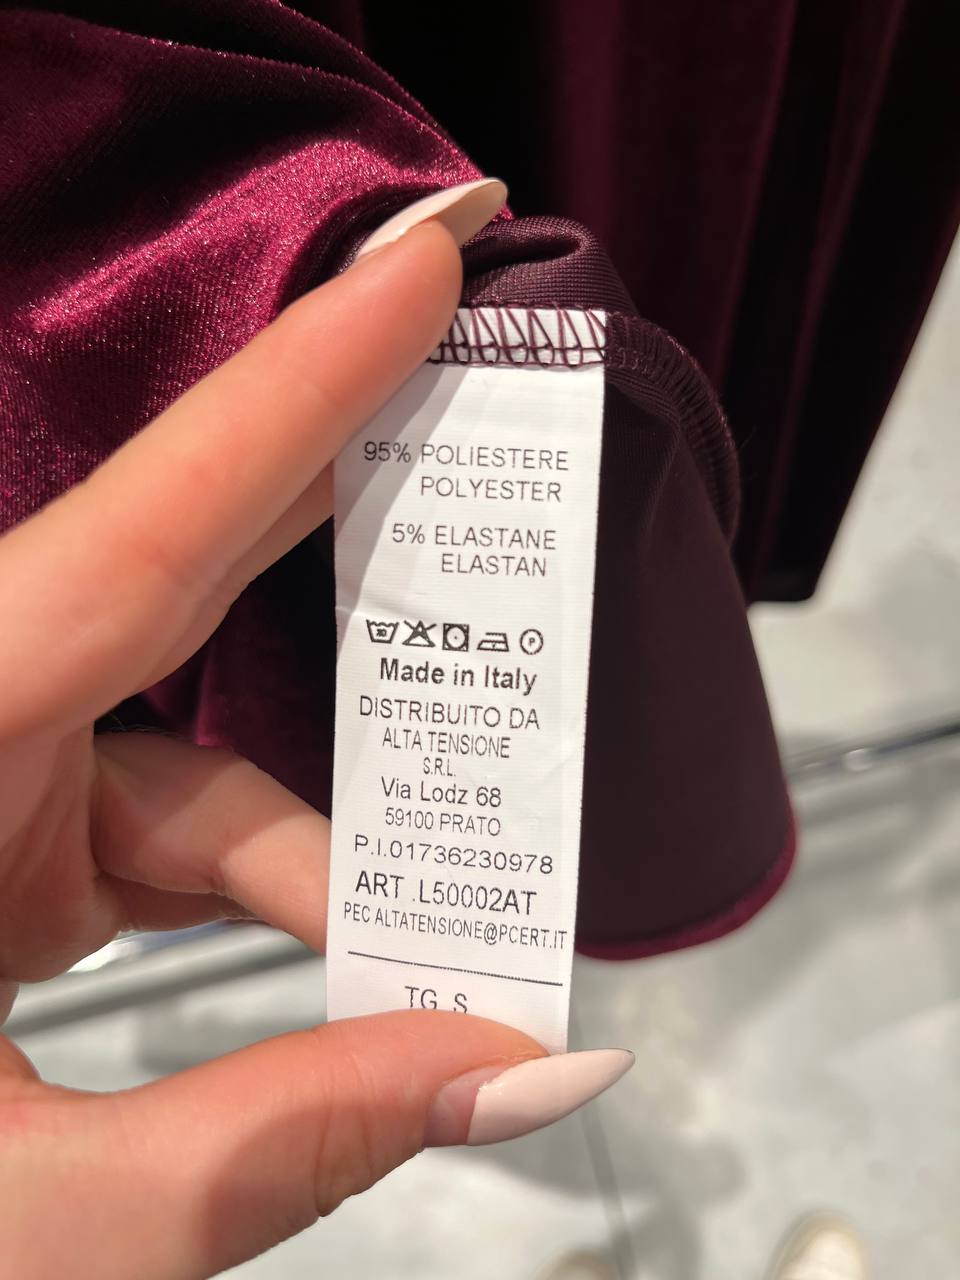 95% POLIESTERE
POLYESTER
5% ELASTANE
ELASTAN
30 P
Made in Italy
DISTRIBUITO DA
ALTA TENSIONE
S.R.L.
Via Lodz 68
59100 PRATO
P.I.01736230978
ART .L50002AT
PEC ALTATENSIONE@PCERT.IT
TG S